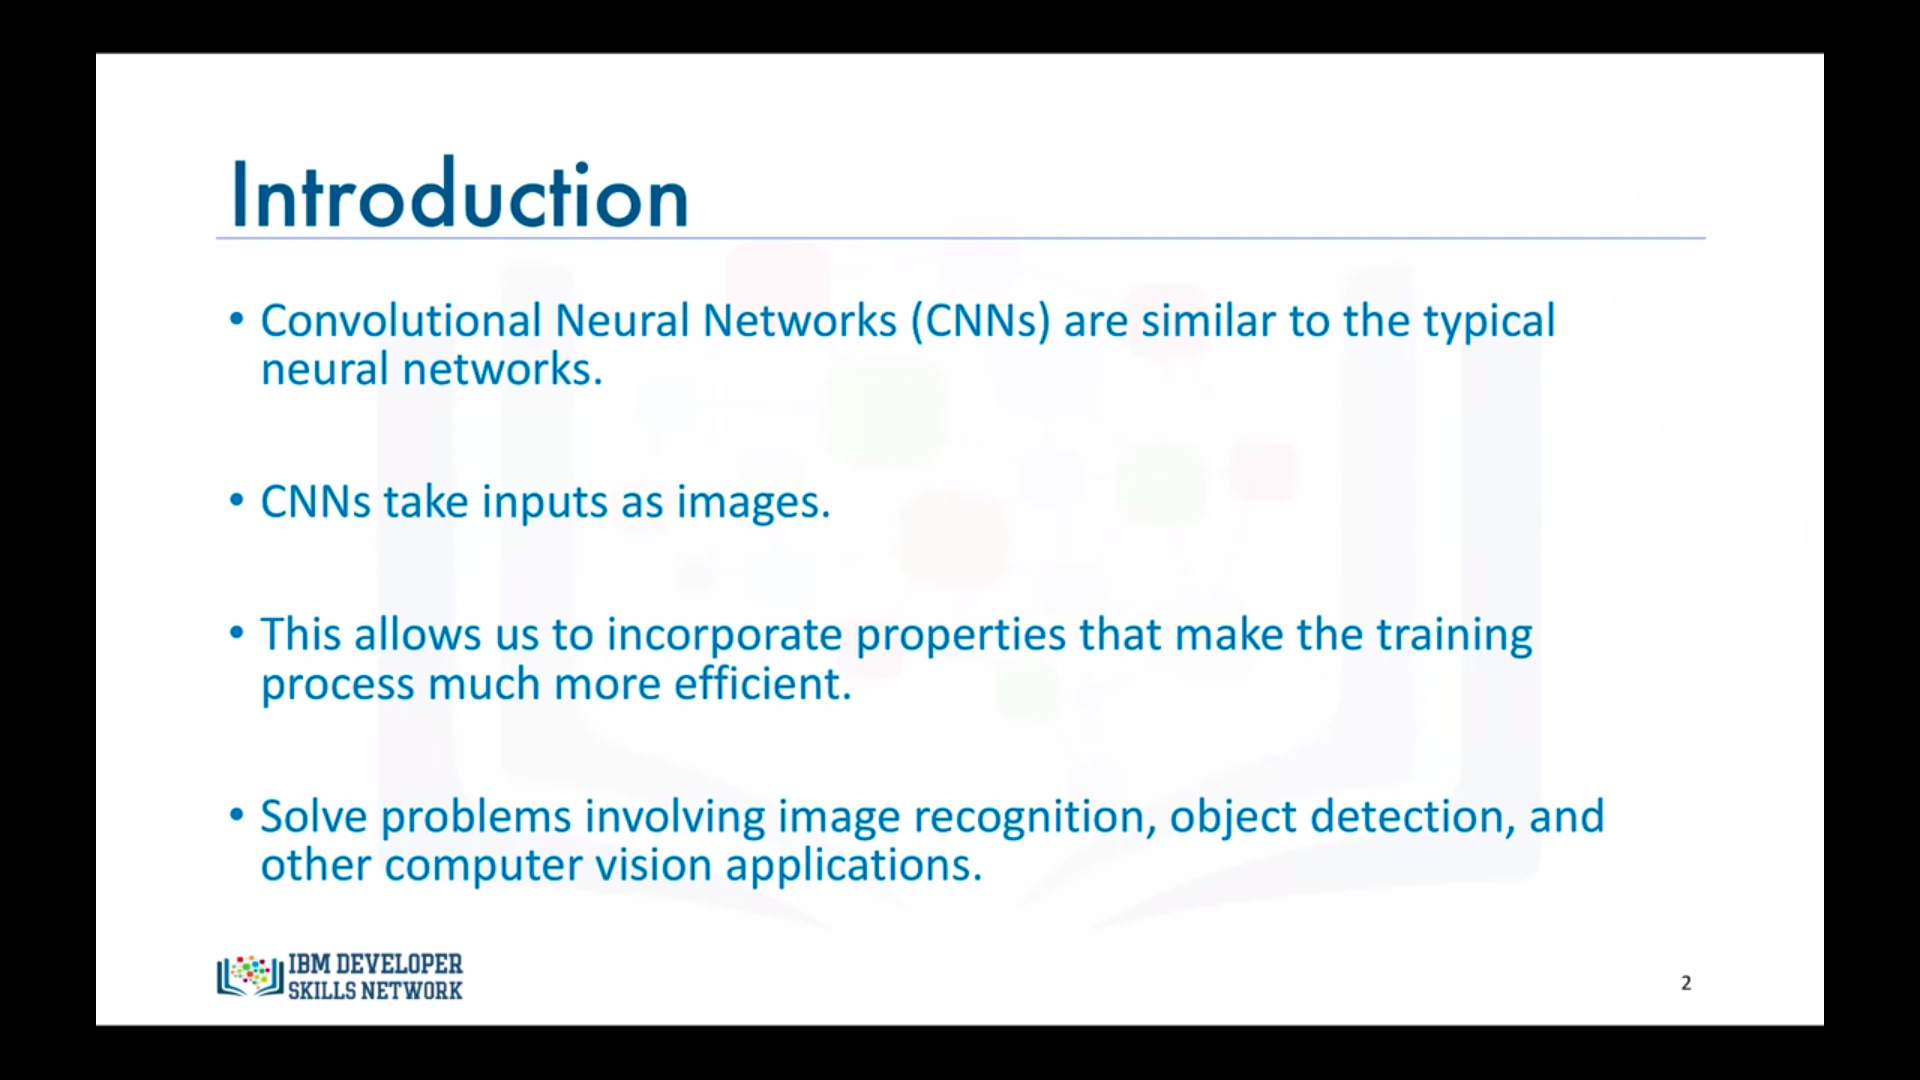 Introduction
• Convolutional Neural Networks (CNNs) are similar to the typical
neural networks.
• CNNs take inputs as images.
• This allows us to incorporate properties that make the training
process much more efficient.
• Solve problems involving image recognition, object detection, and
other computer vision applications.
IBM DEVELOPER
SKILLS NETWORK
2